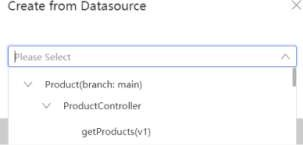 Create from Datasource
Please Select
Product(branch: main)
ProductController
getProducts(v1)